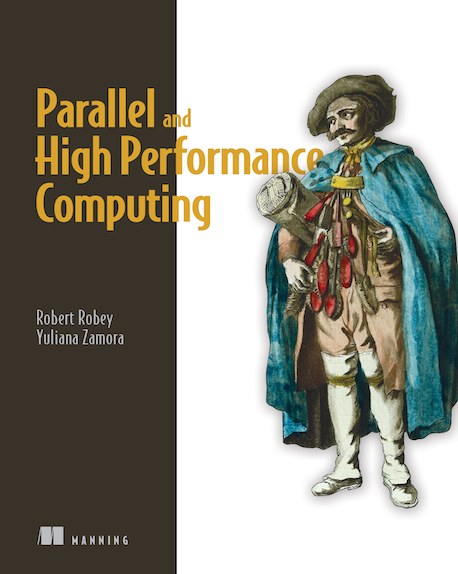 Parallel and
High Performance
Computing
Robert Robey
Yuliana Zamora
MANNING